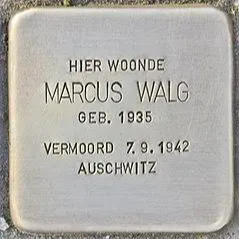 HIER WOONDE
MARCUS WALG
GEB. 1935
VERMOORD 7.9.1942
AUSCHWITZ